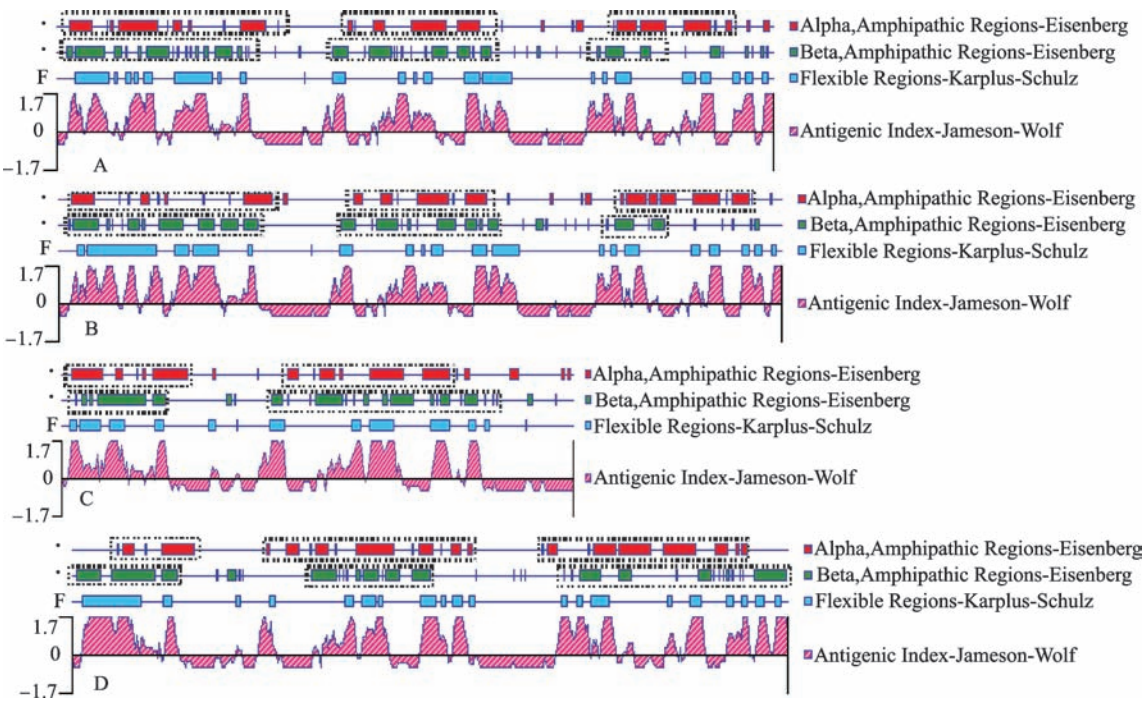 Alpha,Amphipathic Regions-Eisenberg
Beta,Amphipathic Regions-Eisenberg
F Flexible Regions-Karplus-Schulz
1.7
0 Antigenic Index-Jameson-Wolf
A
−1.7
Alpha,Amphipathic Regions-Eisenberg
Beta,Amphipathic Regions-Eisenberg
F Flexible Regions-Karplus-Schulz
1.7
0 Antigenic Index-Jameson-Wolf
B
−1.7
Alpha,Amphipathic Regions-Eisenberg
Beta,Amphipathic Regions-Eisenberg
F Flexible Regions-Karplus-Schulz
1.7
0 Antigenic Index-Jameson-Wolf
C
−1.7
Alpha,Amphipathic Regions-Eisenberg
Beta,Amphipathic Regions-Eisenberg
F Flexible Regions-Karplus-Schulz
1.7
0 Antigenic Index-Jameson-Wolf
D
−1.7